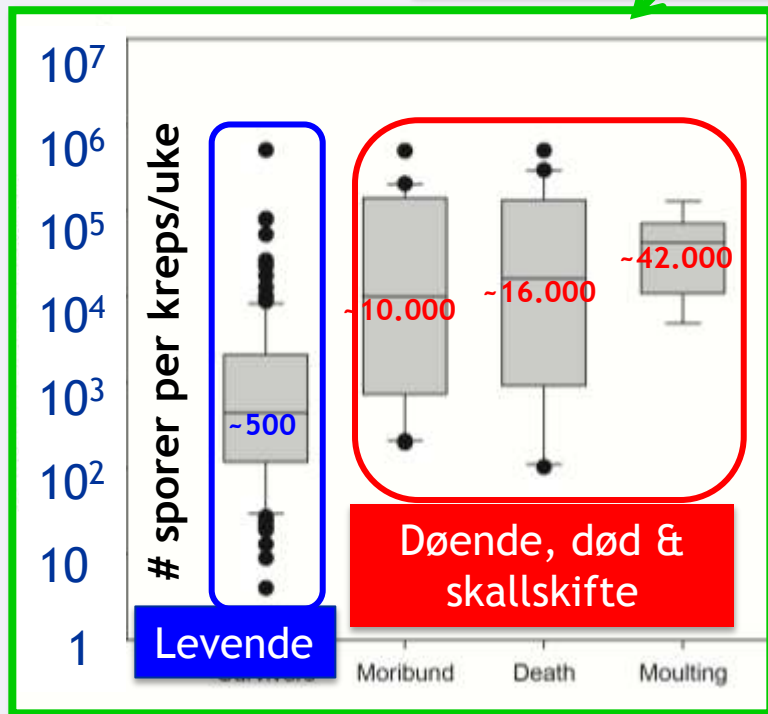 10⁷
10⁶
10⁵
10⁴
10³
10²
10
1
# sporer per kreps/uke
~500
~10.000
~16.000
~42.000
Levende
Døende, død &
skallskifte
Moribund Death Moulting